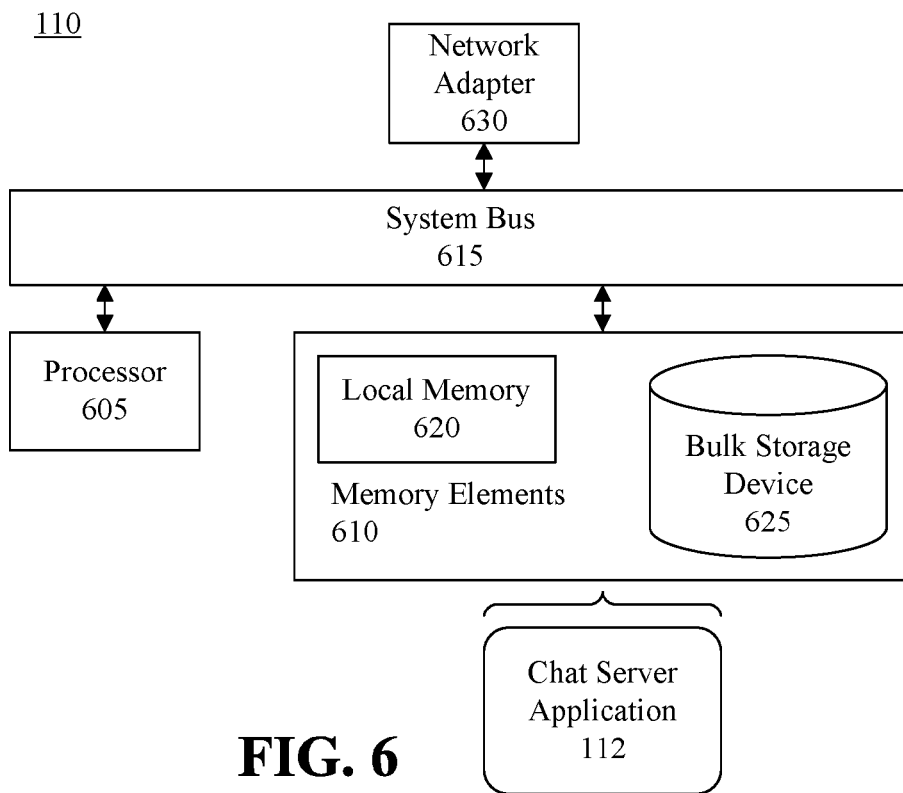 110
Network
Adapter
630
System Bus
615
Processor
605
Local Memory
620
Memory Elements
610
Bulk Storage
Device
625
Chat Server
Application
112
FIG. 6